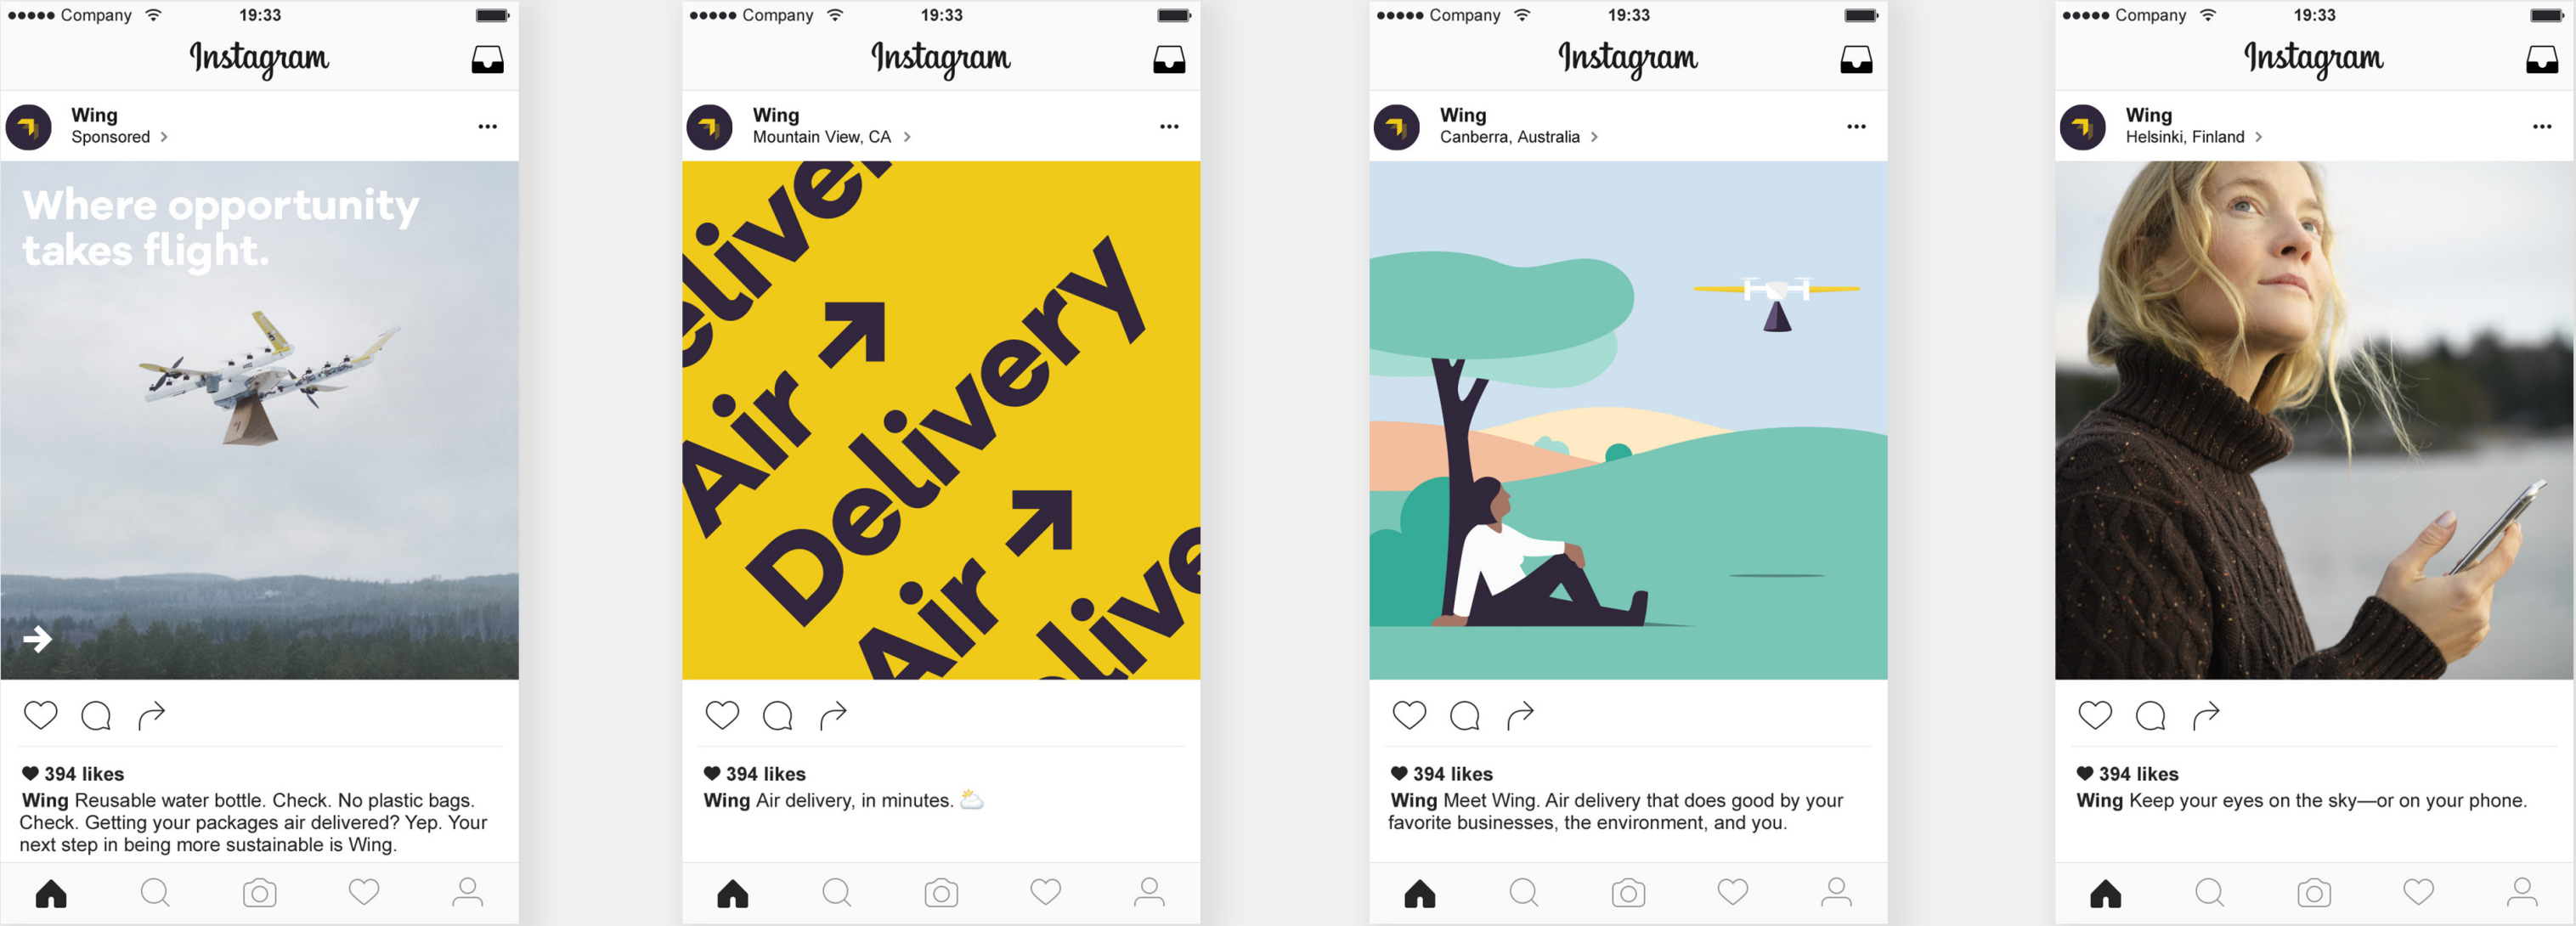 Company 19:33
Instagram
Wing
Sponsored
Where opportunity
takes flight.
394 likes
Wing Reusable water bottle. Check. No plastic bags.
Check. Getting your packages air delivered? Yep. Your
next step in being more sustainable is Wing.
Company 19:33
Instagram
Wing
Mountain View, CA
eliver
Air
Delivery
Air
elive
394 likes
Wing Air delivery, in minutes. ⛅
Company 19:33
Instagram
Wing
Canberra, Australia
394 likes
Wing Meet Wing. Air delivery that does good by your
favorite businesses, the environment, and you.
Company 19:33
Instagram
Wing
Helsinki, Finland
394 likes
Wing Keep your eyes on the sky—or on your phone.